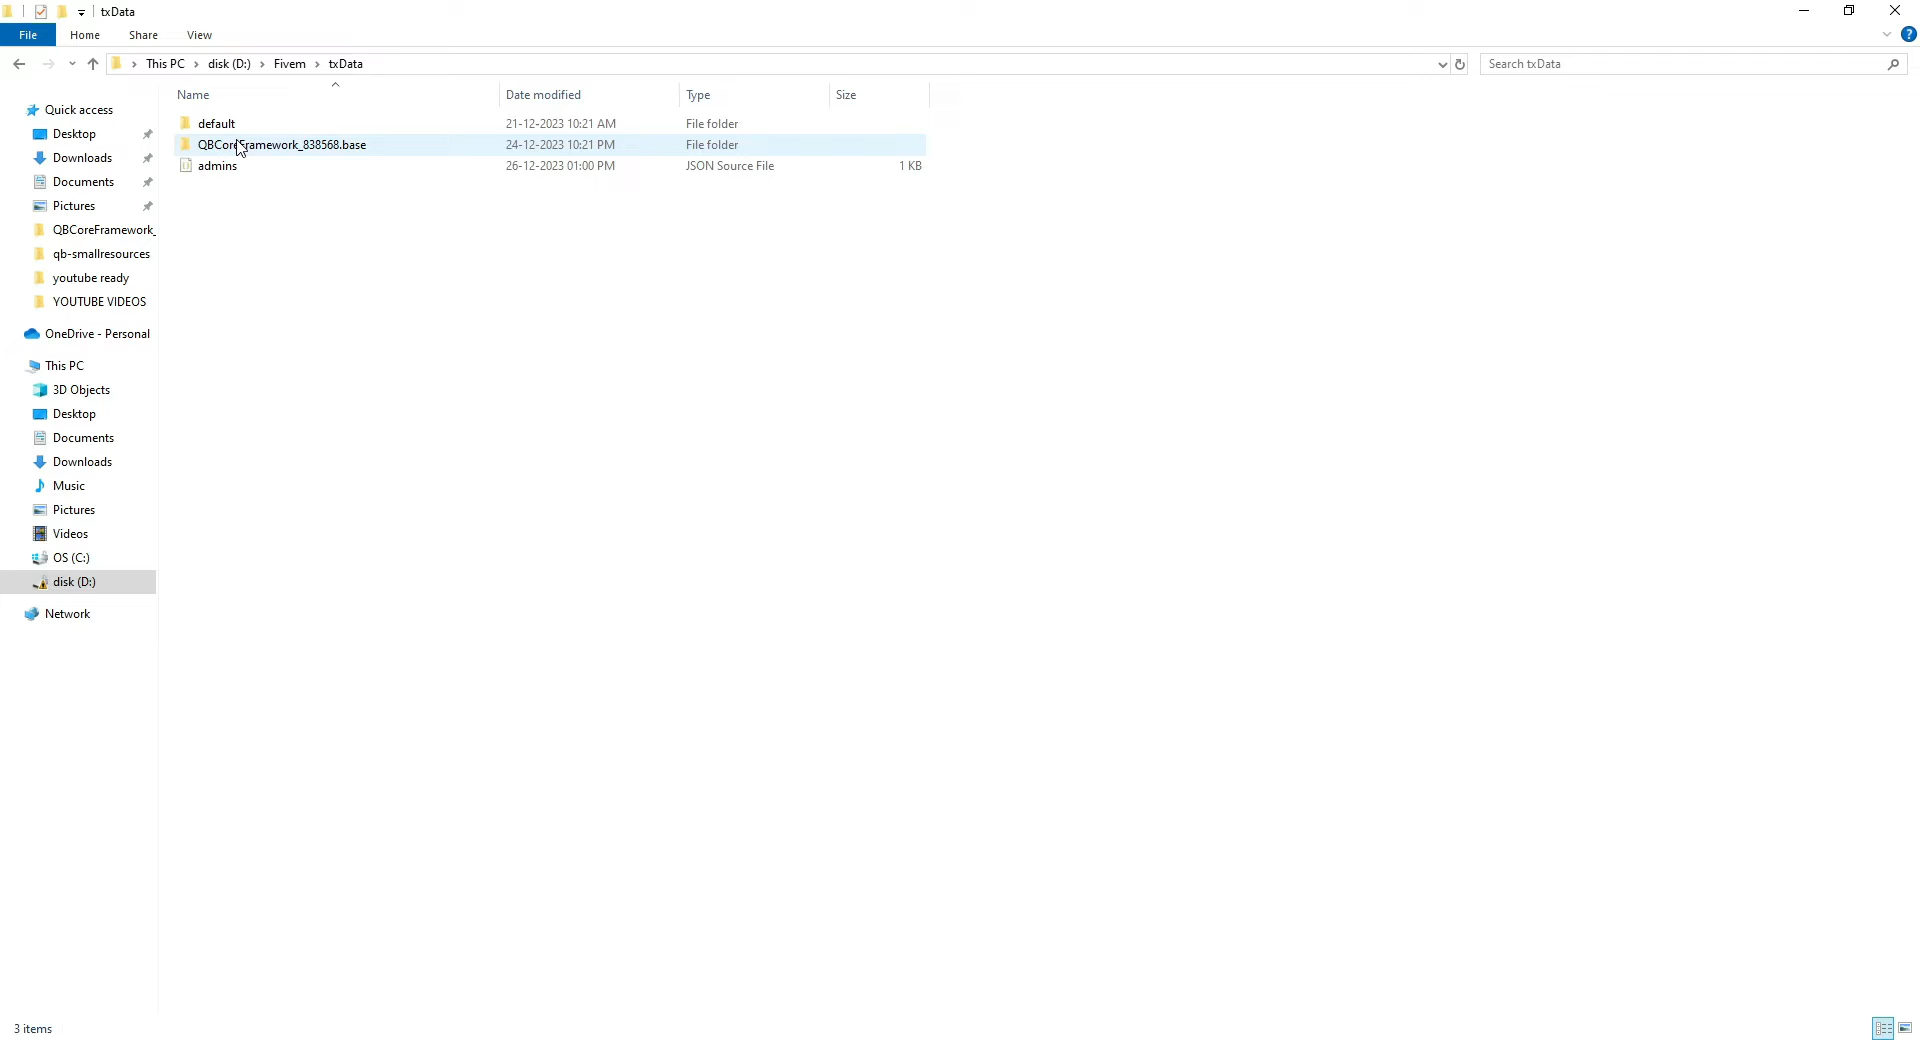 txData
File Home Share View
This PC disk (D:) Fivem txData
Search txData
Name Date modified Type Size
default 21-12-2023 10:21 AM File folder
QBCoreFramework_838568.base 24-12-2023 10:21 PM File folder
admins 26-12-2023 01:00 PM JSON Source File 1 KB
Quick access
Desktop
Downloads
Documents
Pictures
QBCoreFramework_
qb-smallresources
youtube ready
YOUTUBE VIDEOS
OneDrive - Personal
This PC
3D Objects
Desktop
Documents
Downloads
Music
Pictures
Videos
OS (C:)
disk (D:)
Network
3 items